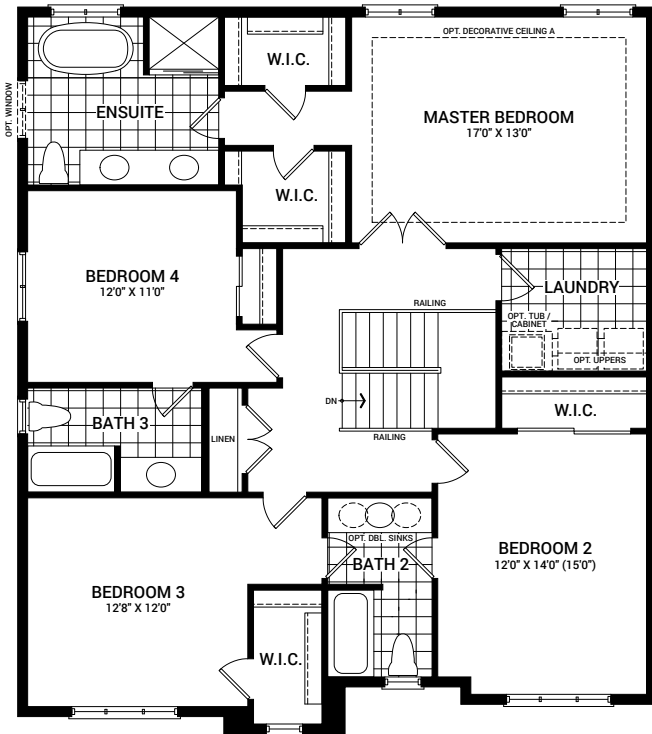 OPT. DECORATIVE CEILING A
W.I.C.
OPT. WINDOW
ENSUITE
MASTER BEDROOM
17'0" X 13'0"
W.I.C.
BEDROOM 4
12'0" X 11'0"
LAUNDRY
RAILING
OPT. TUB /
CABINET
OPT. UPPERS
DN
W.I.C.
BATH 3
LINEN
RAILING
OPT. DBL. SINKS
BEDROOM 2
12'0" X 14'0" (15'0")
BATH 2
BEDROOM 3
12'8" X 12'0"
W.I.C.